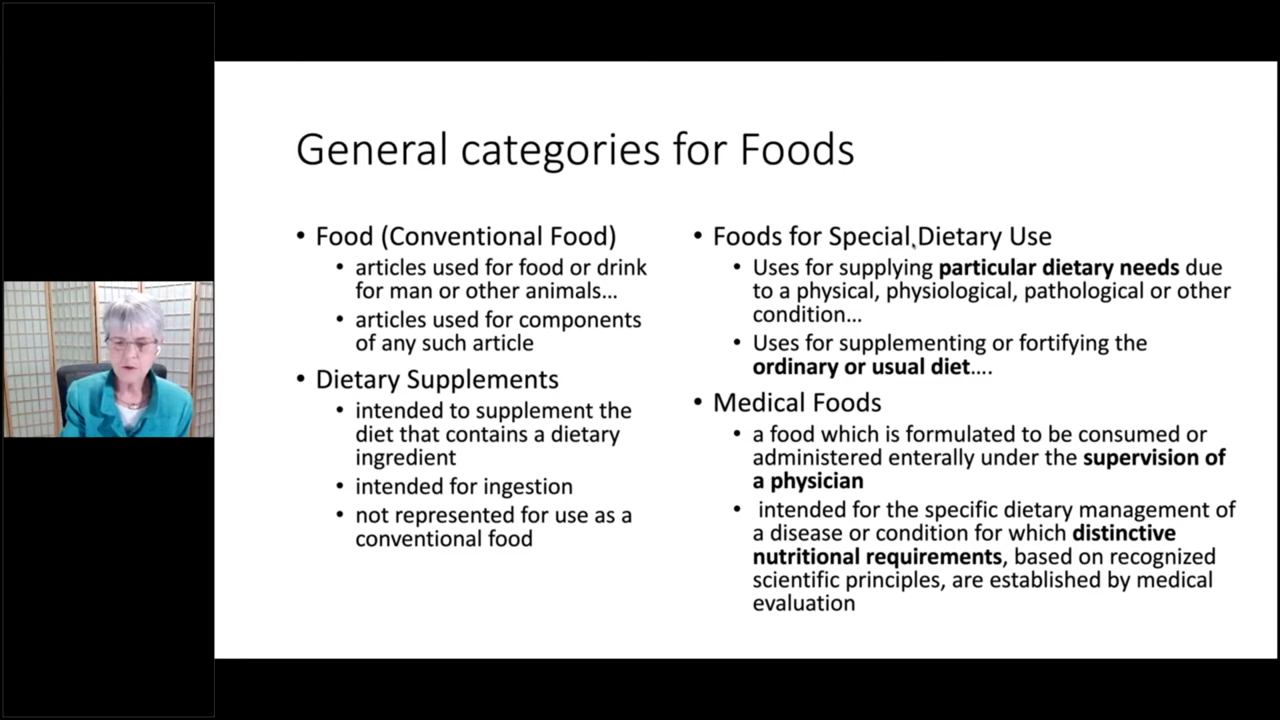 General categories for Foods
• Food (Conventional Food)
• articles used for food or drink
for man or other animals…
• articles used for components
of any such article
• Dietary Supplements
• intended to supplement the
diet that contains a dietary
ingredient
• intended for ingestion
• not represented for use as a
conventional food
• Foods for Special Dietary Use
• Uses for supplying particular dietary needs due
to a physical, physiological, pathological or other
condition…
• Uses for supplementing or fortifying the
ordinary or usual diet….
• Medical Foods
• a food which is formulated to be consumed or
administered enterally under the supervision of
a physician
• intended for the specific dietary management of
a disease or condition for which distinctive
nutritional requirements, based on recognized
scientific principles, are established by medical
evaluation